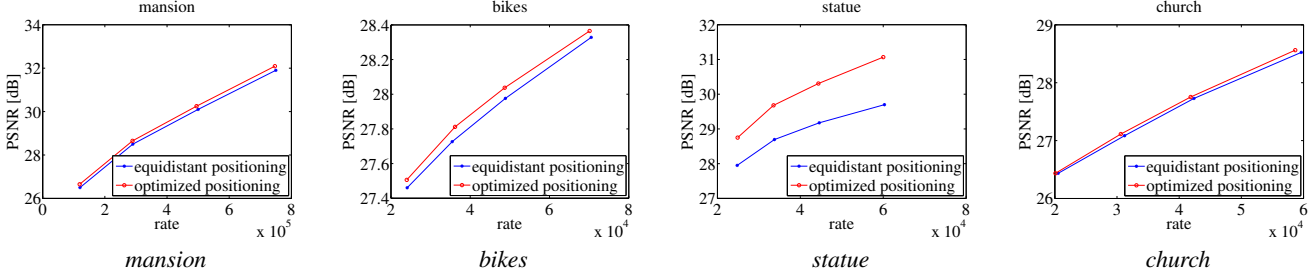 mansion
34
32
30
28
26
PSNR [dB]
equidistant positioning
optimized positioning
0 2 4 6 8
rate
x 10^5
mansion
bikes
28.4
28.2
28
27.8
27.6
27.4
PSNR [dB]
equidistant positioning
optimized positioning
2 4 6 8
rate
x 10^4
bikes
statue
32
31
30
29
28
27
PSNR [dB]
equidistant positioning
optimized positioning
2 4 6 8
rate
x 10^4
statue
church
29
28
27
26
PSNR [dB]
equidistant positioning
optimized positioning
2 3 4 5 6
rate
x 10^4
church